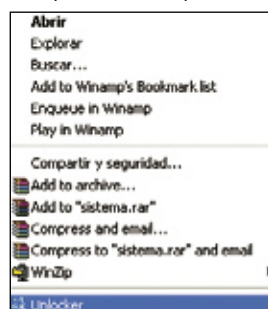 Abrir
Explorar
Buscar...
Add to Winamp's Bookmark list
Enqueue in Winamp
Play in Winamp
Compartir y seguridad...
Add to archive...
Add to "sistema.rar"
Compress and email...
Compress to "sistema.rar" and email
WinZip
Unlocker